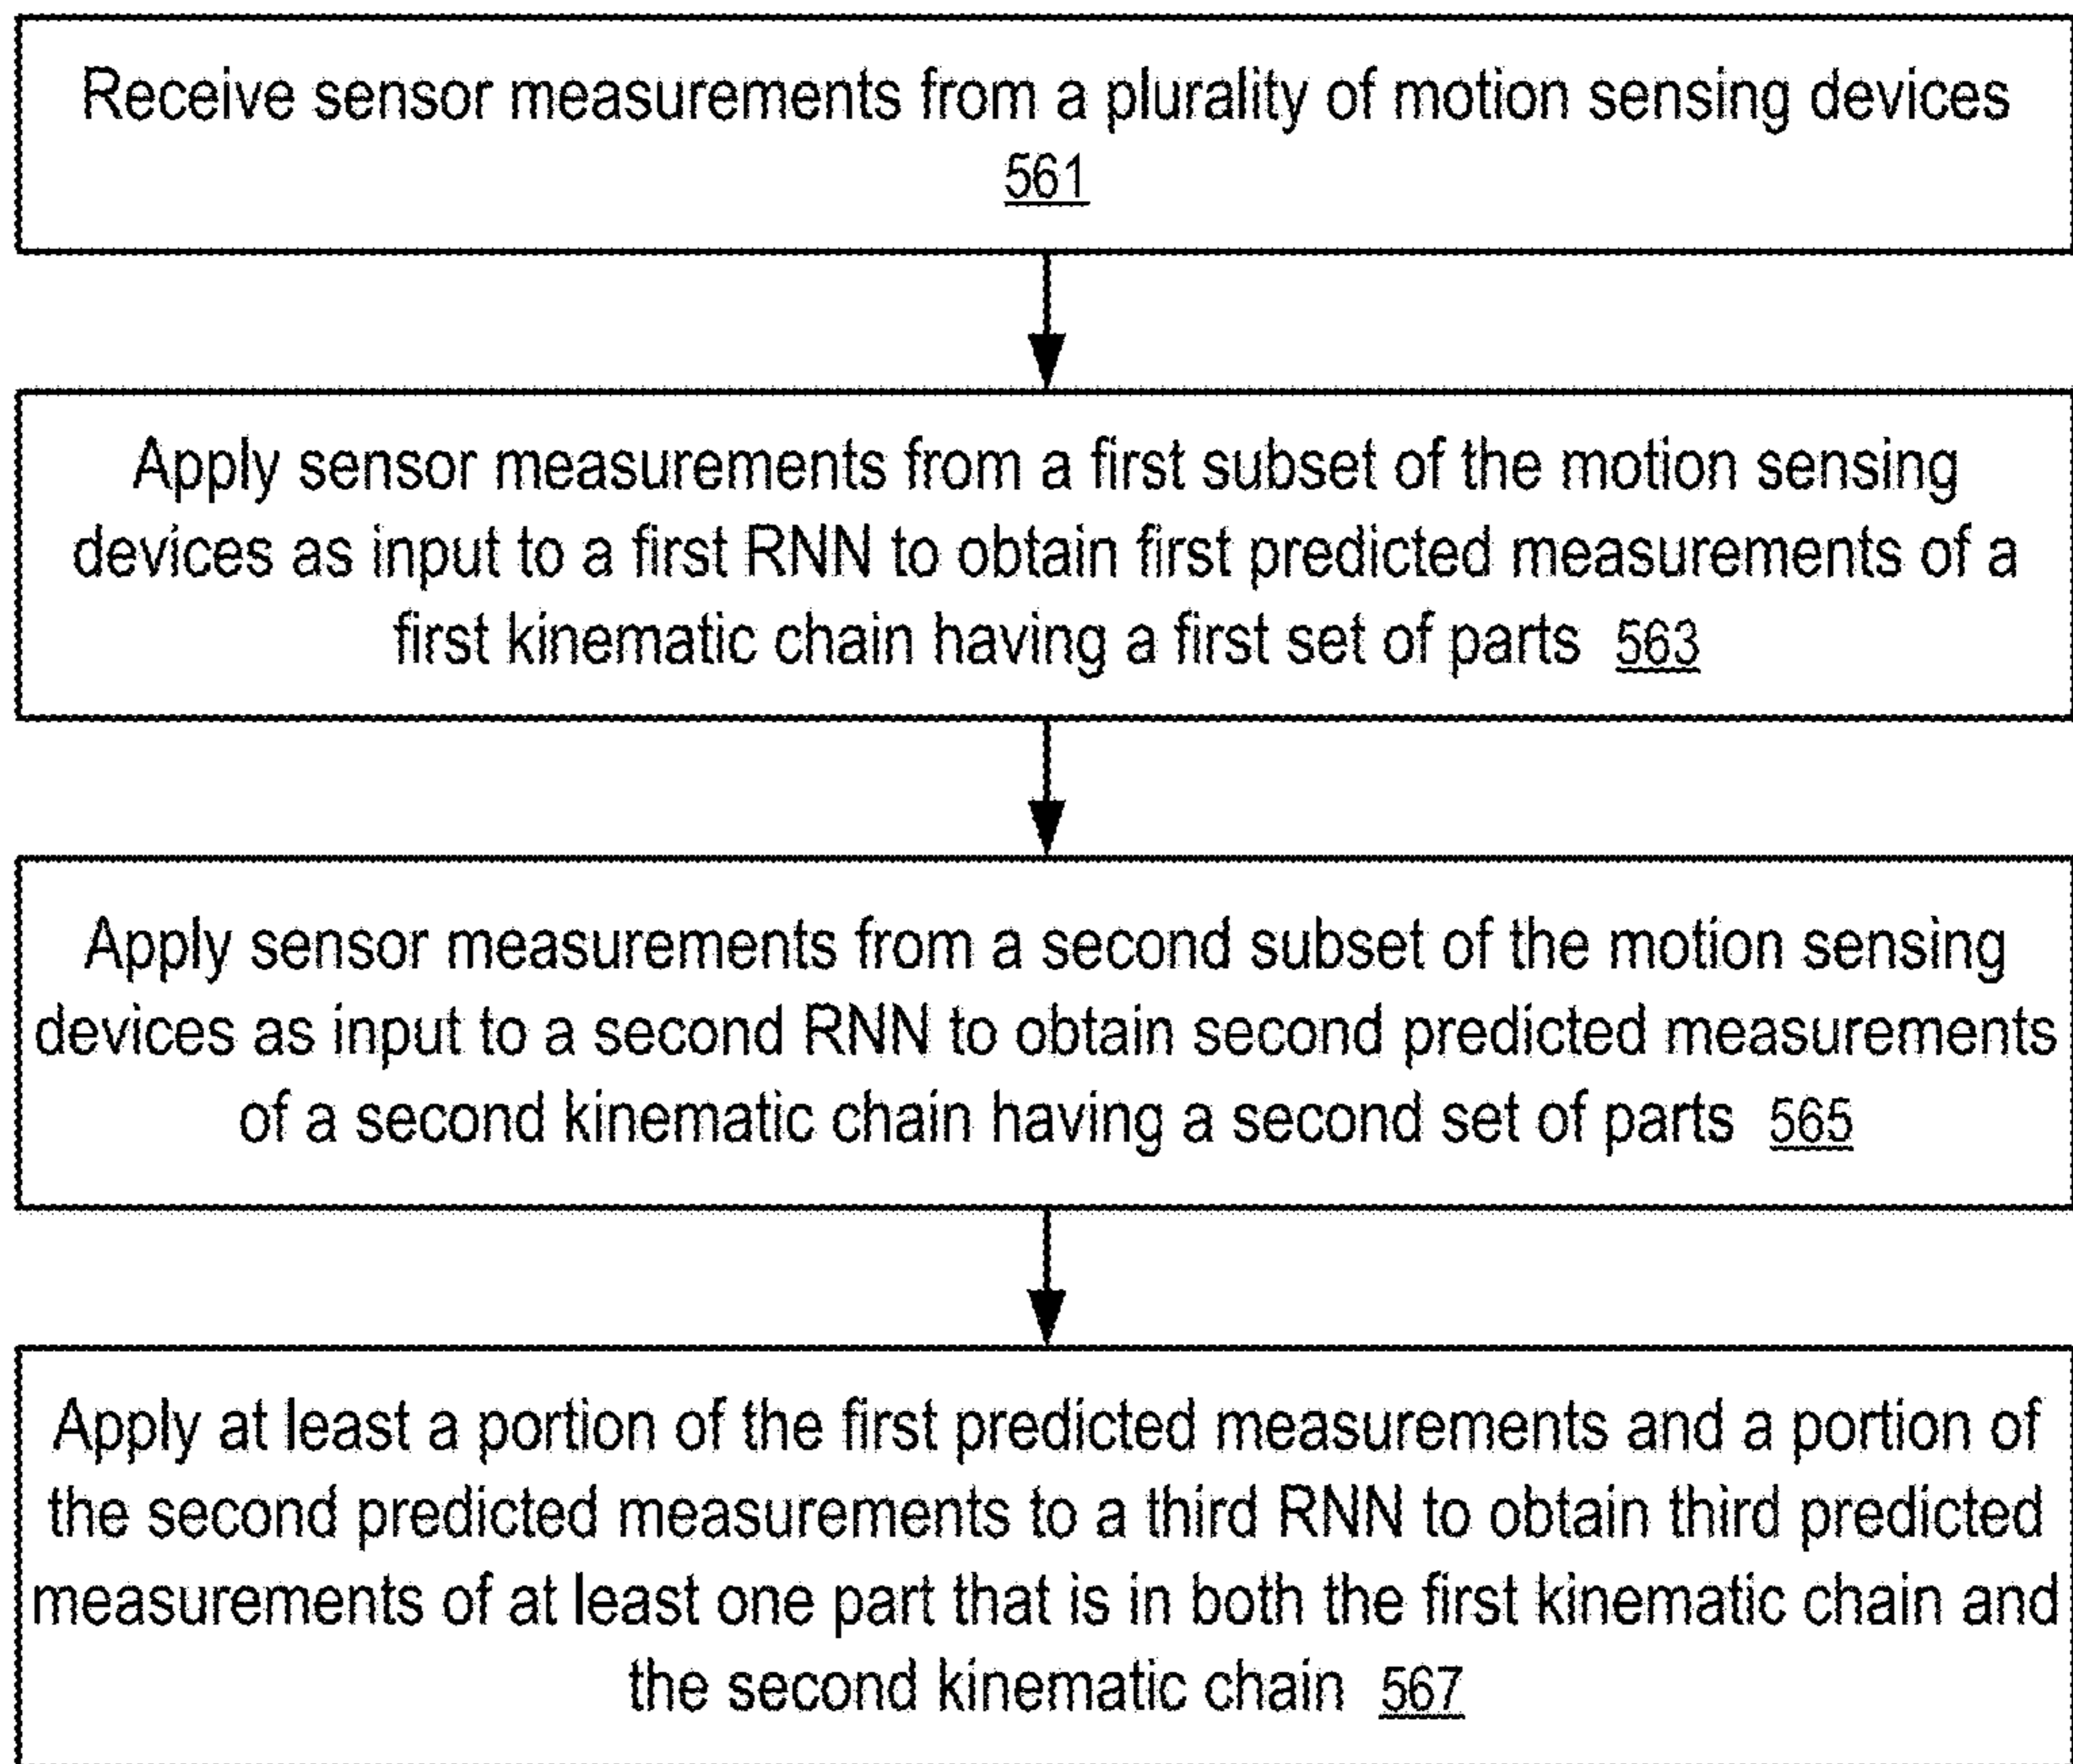 Receive sensor measurements from a plurality of motion sensing devices
561
Apply sensor measurements from a first subset of the motion sensing
devices as input to a first RNN to obtain first predicted measurements of a
first kinematic chain having a first set of parts 563
Apply sensor measurements from a second subset of the motion sensing
devices as input to a second RNN to obtain second predicted measurements
of a second kinematic chain having a second set of parts 565
Apply at least a portion of the first predicted measurements and a portion of
the second predicted measurements to a third RNN to obtain third predicted
measurements of at least one part that is in both the first kinematic chain and
the second kinematic chain 567